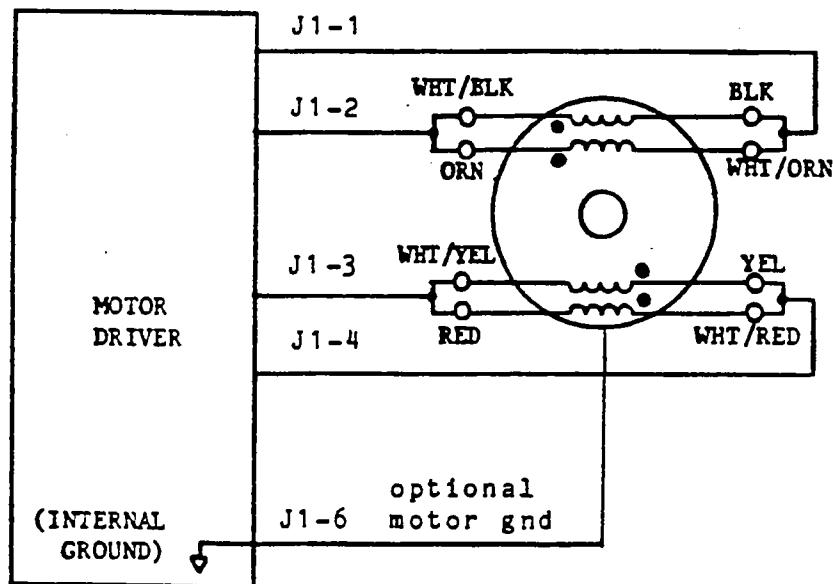 J1-1
WHT/BLK
BLK
J1-2
ORN
WHT/ORN
J1-3
WHT/YEL
YEL
MOTOR
DRIVER
RED
WHT/RED
J1-4
optional
(INTERNAL
J1-6
motor gnd
GROUND)